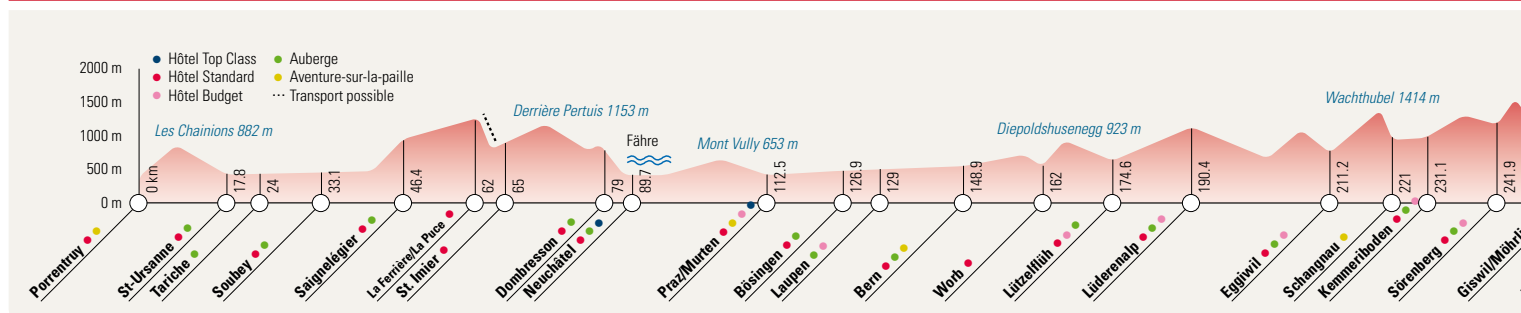 Hôtel Top Class
Hôtel Standard
Hôtel Budget
Auberge
Aventure-sur-la-paille
Transport possible
2000 m
1500 m
1000 m
500 m
0 m
Les Chainions 882 m
Derrière Pertuis 1153 m
Fähre
Mont Vully 653 m
Diepoldshusenegg 923 m
Wachthubel 1414 m
0 km
17.8
24
33.1
46.4
62
65
79
89.7
112.5
126.9
129
148.9
162
174.6
190.4
211.2
221
231.1
241.9
Porrentruy
St-Ursanne
Tariche
Soubey
Saignelégier
La Ferrière/La Puce
St. Imier
Dombresson
Neuchâtel
Praz/Murten
Bösingen
Laupen
Bern
Worb
Lützelflüh
Lüderenalp
Eggiwil
Schangnau
Kemmeriboden
Sörenberg